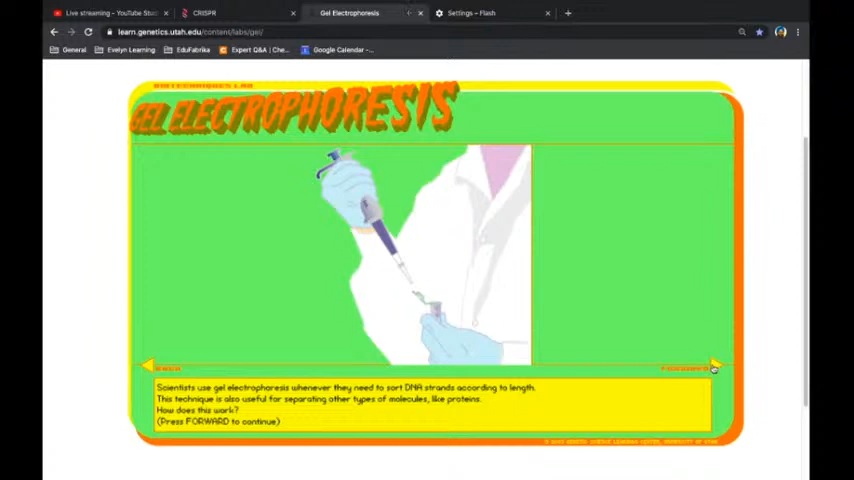 Live streaming – YouTube Stu
CRISPR
Gel Electrophoresis
Settings – Flash
learn.genetics.utah.edu/content/labs/gel/
General
Evelyn Learning
EduFabrika
Expert Q&A | Che...
Google Calendar -...
GEL ELECTROPHORESIS
BACK
FORWARD
Scientists use gel electrophoresis whenever they need to sort DNA strands according to length.
This technique is also useful for separating other types of molecules, like proteins.
How does this work?
(Press FORWARD to continue)